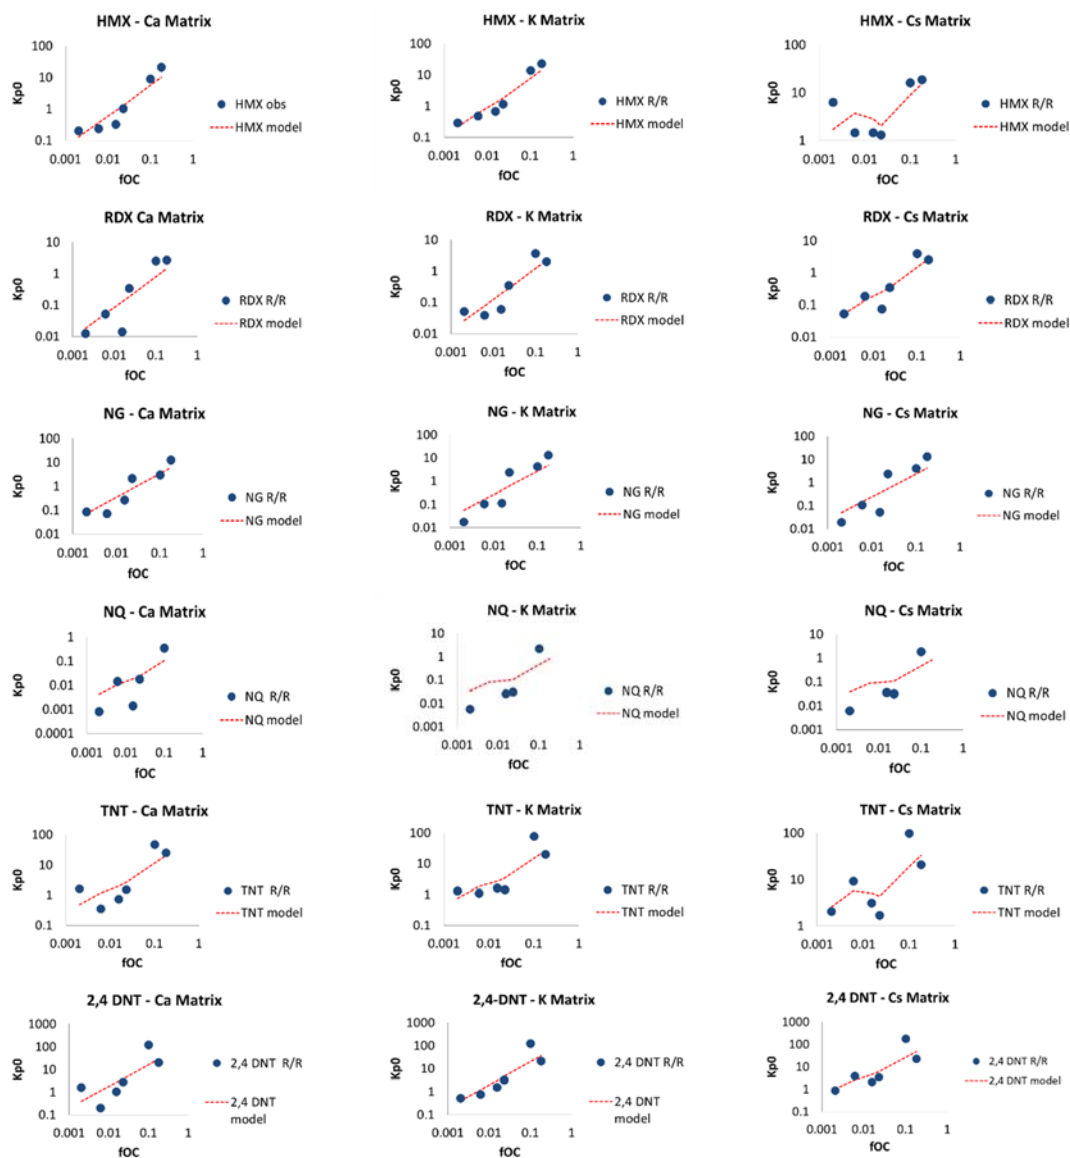 HMX - Ca Matrix
100
10
1
0.1
Kp0
0.001 0.01 0.1 1
fOC
HMX obs
HMX model
HMX - K Matrix
100
10
1
0.1
Kp0
0.001 0.01 0.1 1
fOC
HMX R/R
HMX model
HMX - Cs Matrix
100
10
1
Kp0
0.001 0.01 0.1 1
fOC
HMX R/R
HMX model
RDX Ca Matrix
10
1
0.1
0.01
Kp0
0.001 0.01 0.1 1
fOC
RDX R/R
RDX model
RDX - K Matrix
10
1
0.1
0.01
Kp0
0.001 0.01 0.1 1
fOC
RDX R/R
RDX model
RDX - Cs Matrix
10
1
0.1
0.01
Kp0
0.001 0.01 0.1 1
fOC
RDX R/R
RDX model
NG - Ca Matrix
100
10
1
0.1
0.01
Kp0
0.001 0.01 0.1 1
fOC
NG R/R
NG model
NG - K Matrix
100
10
1
0.1
0.01
Kp0
0.001 0.01 0.1 1
fOC
NG R/R
NG model
NG - Cs Matrix
100
10
1
0.1
0.01
Kp0
0.001 0.01 0.1 1
fOC
NG R/R
NG model
NQ - Ca Matrix
1
0.1
0.01
0.001
0.0001
Kp0
0.001 0.01 0.1 1
fOC
NQ R/R
NQ model
NQ - K Matrix
10
1
0.1
0.01
0.001
Kp0
0.001 0.01 0.1 1
fOC
NQ R/R
NQ model
NQ - Cs Matrix
10
1
0.1
0.01
0.001
Kp0
0.001 0.01 0.1 1
fOC
NQ R/R
NQ model
TNT - Ca Matrix
100
10
1
0.1
Kp0
0.001 0.01 0.1 1
fOC
TNT R/R
TNT model
TNT - K Matrix
100
10
1
0.1
Kp0
0.001 0.01 0.1 1
fOC
TNT R/R
TNT model
TNT - Cs Matrix
100
10
1
Kp0
0.001 0.01 0.1 1
fOC
TNT R/R
TNT model
2,4 DNT - Ca Matrix
1000
100
10
1
0.1
Kp0
0.001 0.01 0.1 1
fOC
2,4 DNT R/R
2,4 DNT
model
2,4-DNT - K Matrix
1000
100
10
1
0.1
Kp0
0.001 0.01 0.1 1
fOC
2,4 DNT R/R
2,4 DNT
model
2,4 DNT - Cs Matrix
1000
100
10
1
0.1
Kp0
0.001 0.01 0.1 1
fOC
2,4 DNT R/R
2,4 DNT model